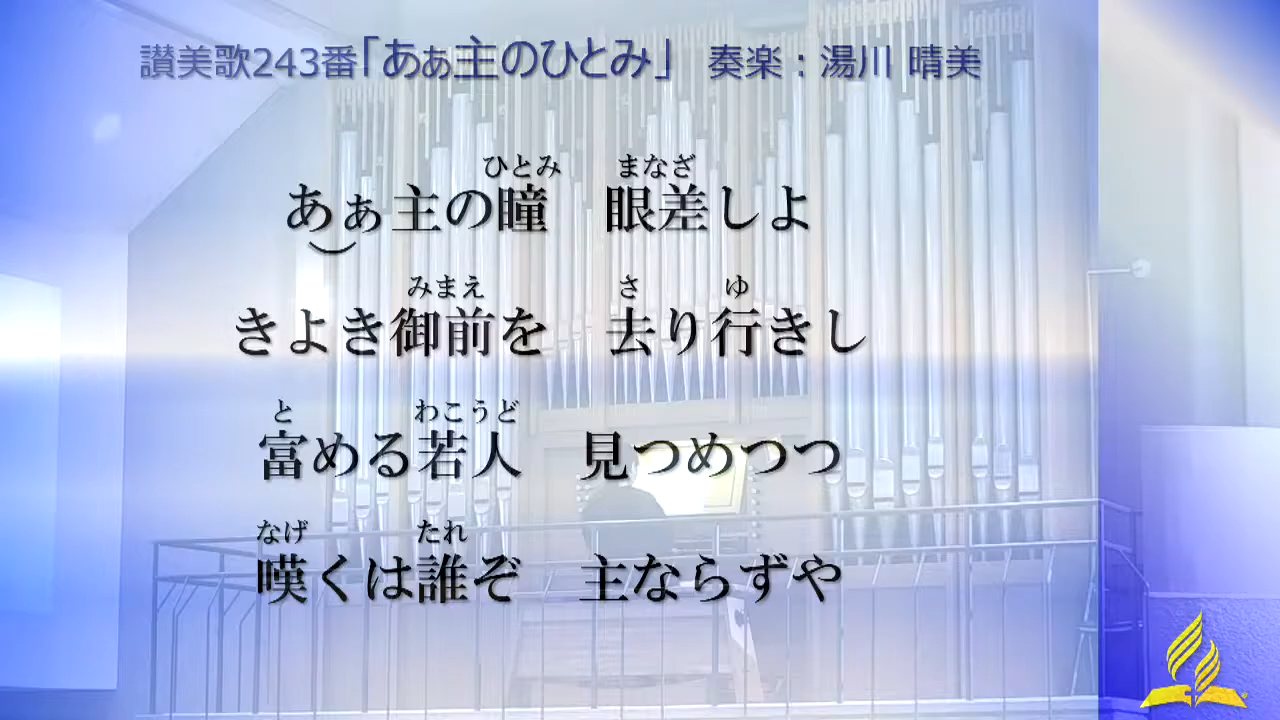 讃美歌243番「あぁ主のひとみ」　奏楽：湯川 晴美
ひとみ　まなざ
あぁ主の瞳　眼差しよ
みまえ　さ　ゆ
きよき御前を　去り行きし
と　わこうど
富める若人　見つめつつ
なげ　たれ
嘆くは誰ぞ　主ならずや